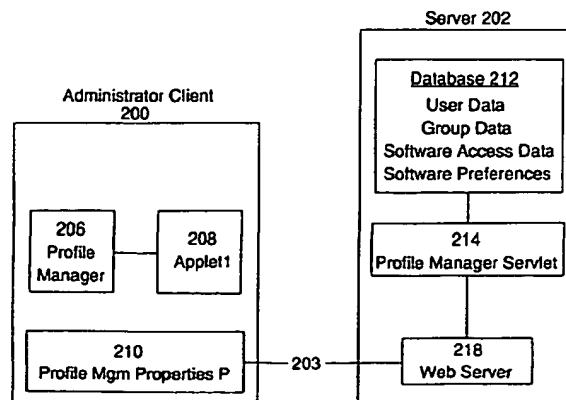 Administrator Client
200
206
Profile
Manager
208
Applet1
210
Profile Mgm Properties P
203
Server 202
Database 212
User Data
Group Data
Software Access Data
Software Preferences
214
Profile Manager Servlet
218
Web Server